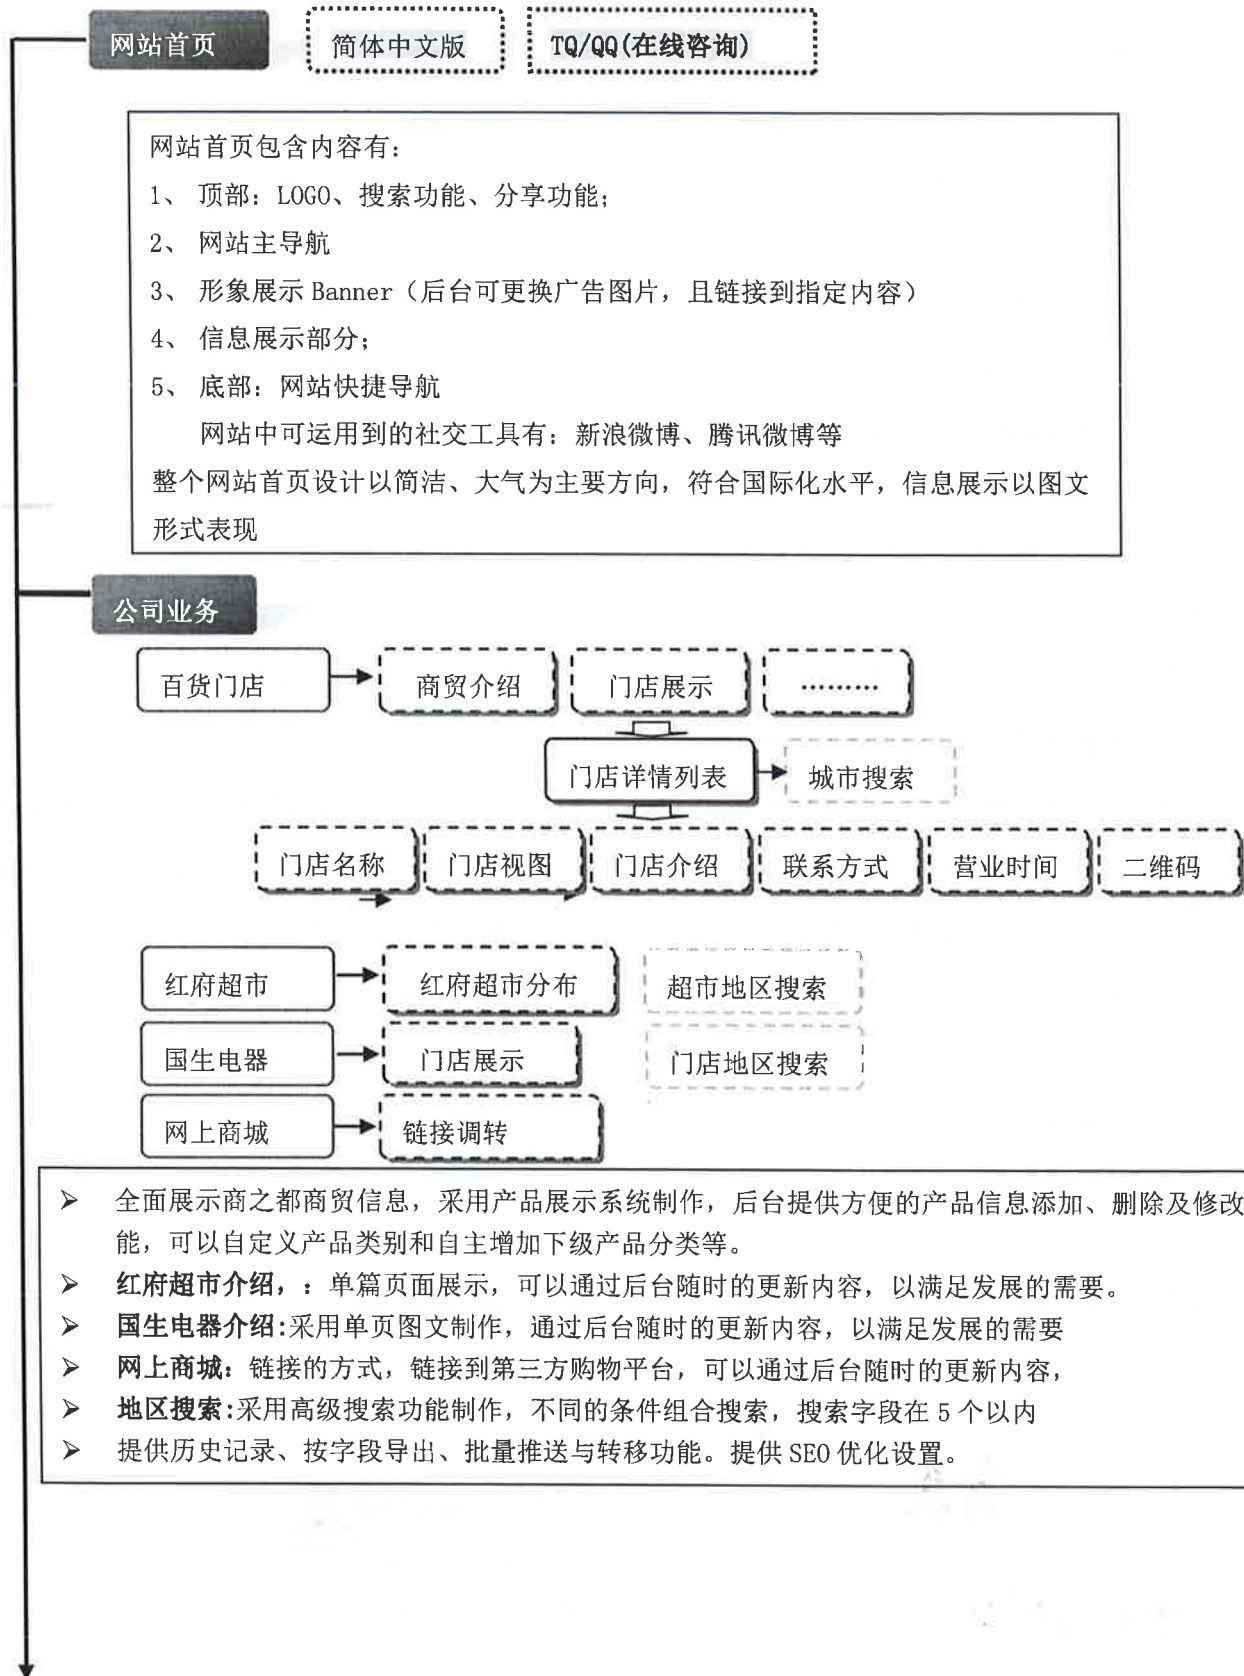 网站首页
简体中文版
TQ/QQ(在线咨询)
网站首页包含内容有：
1、 顶部：LOGO、搜索功能、分享功能；
2、 网站主导航
3、 形象展示 Banner（后台可更换广告图片，且链接到指定内容）
4、 信息展示部分；
5、 底部：网站快捷导航
网站中可运用到的社交工具有：新浪微博、腾讯微博等
整个网站首页设计以简洁、大气为主要方向，符合国际化水平，信息展示以图文
形式表现
公司业务
百货门店
商贸介绍
门店展示
………
门店详情列表
城市搜索
门店名称
门店视图
门店介绍
联系方式
营业时间
二维码
红府超市
红府超市分布
超市地区搜索
国生电器
门店展示
门店地区搜索
网上商城
链接调转
➢ 全面展示商之都商贸信息，采用产品展示系统制作，后台提供方便的产品信息添加、删除及修改
能，可以自定义产品类别和自主增加下级产品分类等。
➢ 红府超市介绍，：单篇页面展示，可以通过后台随时的更新内容，以满足发展的需要。
➢ 国生电器介绍:采用单页图文制作，通过后台随时的更新内容，以满足发展的需要
➢ 网上商城：链接的方式，链接到第三方购物平台，可以通过后台随时的更新内容，
➢ 地区搜索:采用高级搜索功能制作，不同的条件组合搜索，搜索字段在 5 个以内
➢ 提供历史记录、按字段导出、批量推送与转移功能。提供 SEO 优化设置。